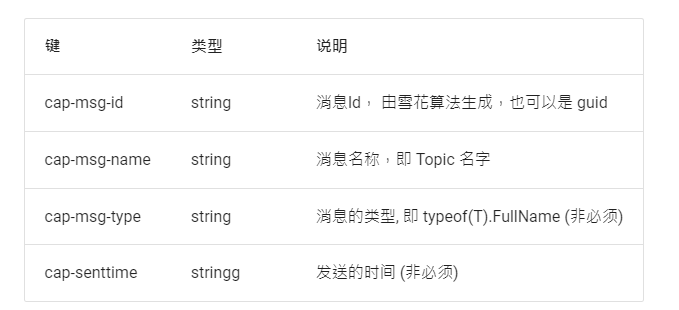 键 类型 说明
cap-msg-id string 消息Id， 由雪花算法生成，也可以是 guid
cap-msg-name string 消息名称，即 Topic 名字
cap-msg-type string 消息的类型, 即 typeof(T).FullName (非必须)
cap-senttime stringg 发送的时间 (非必须)